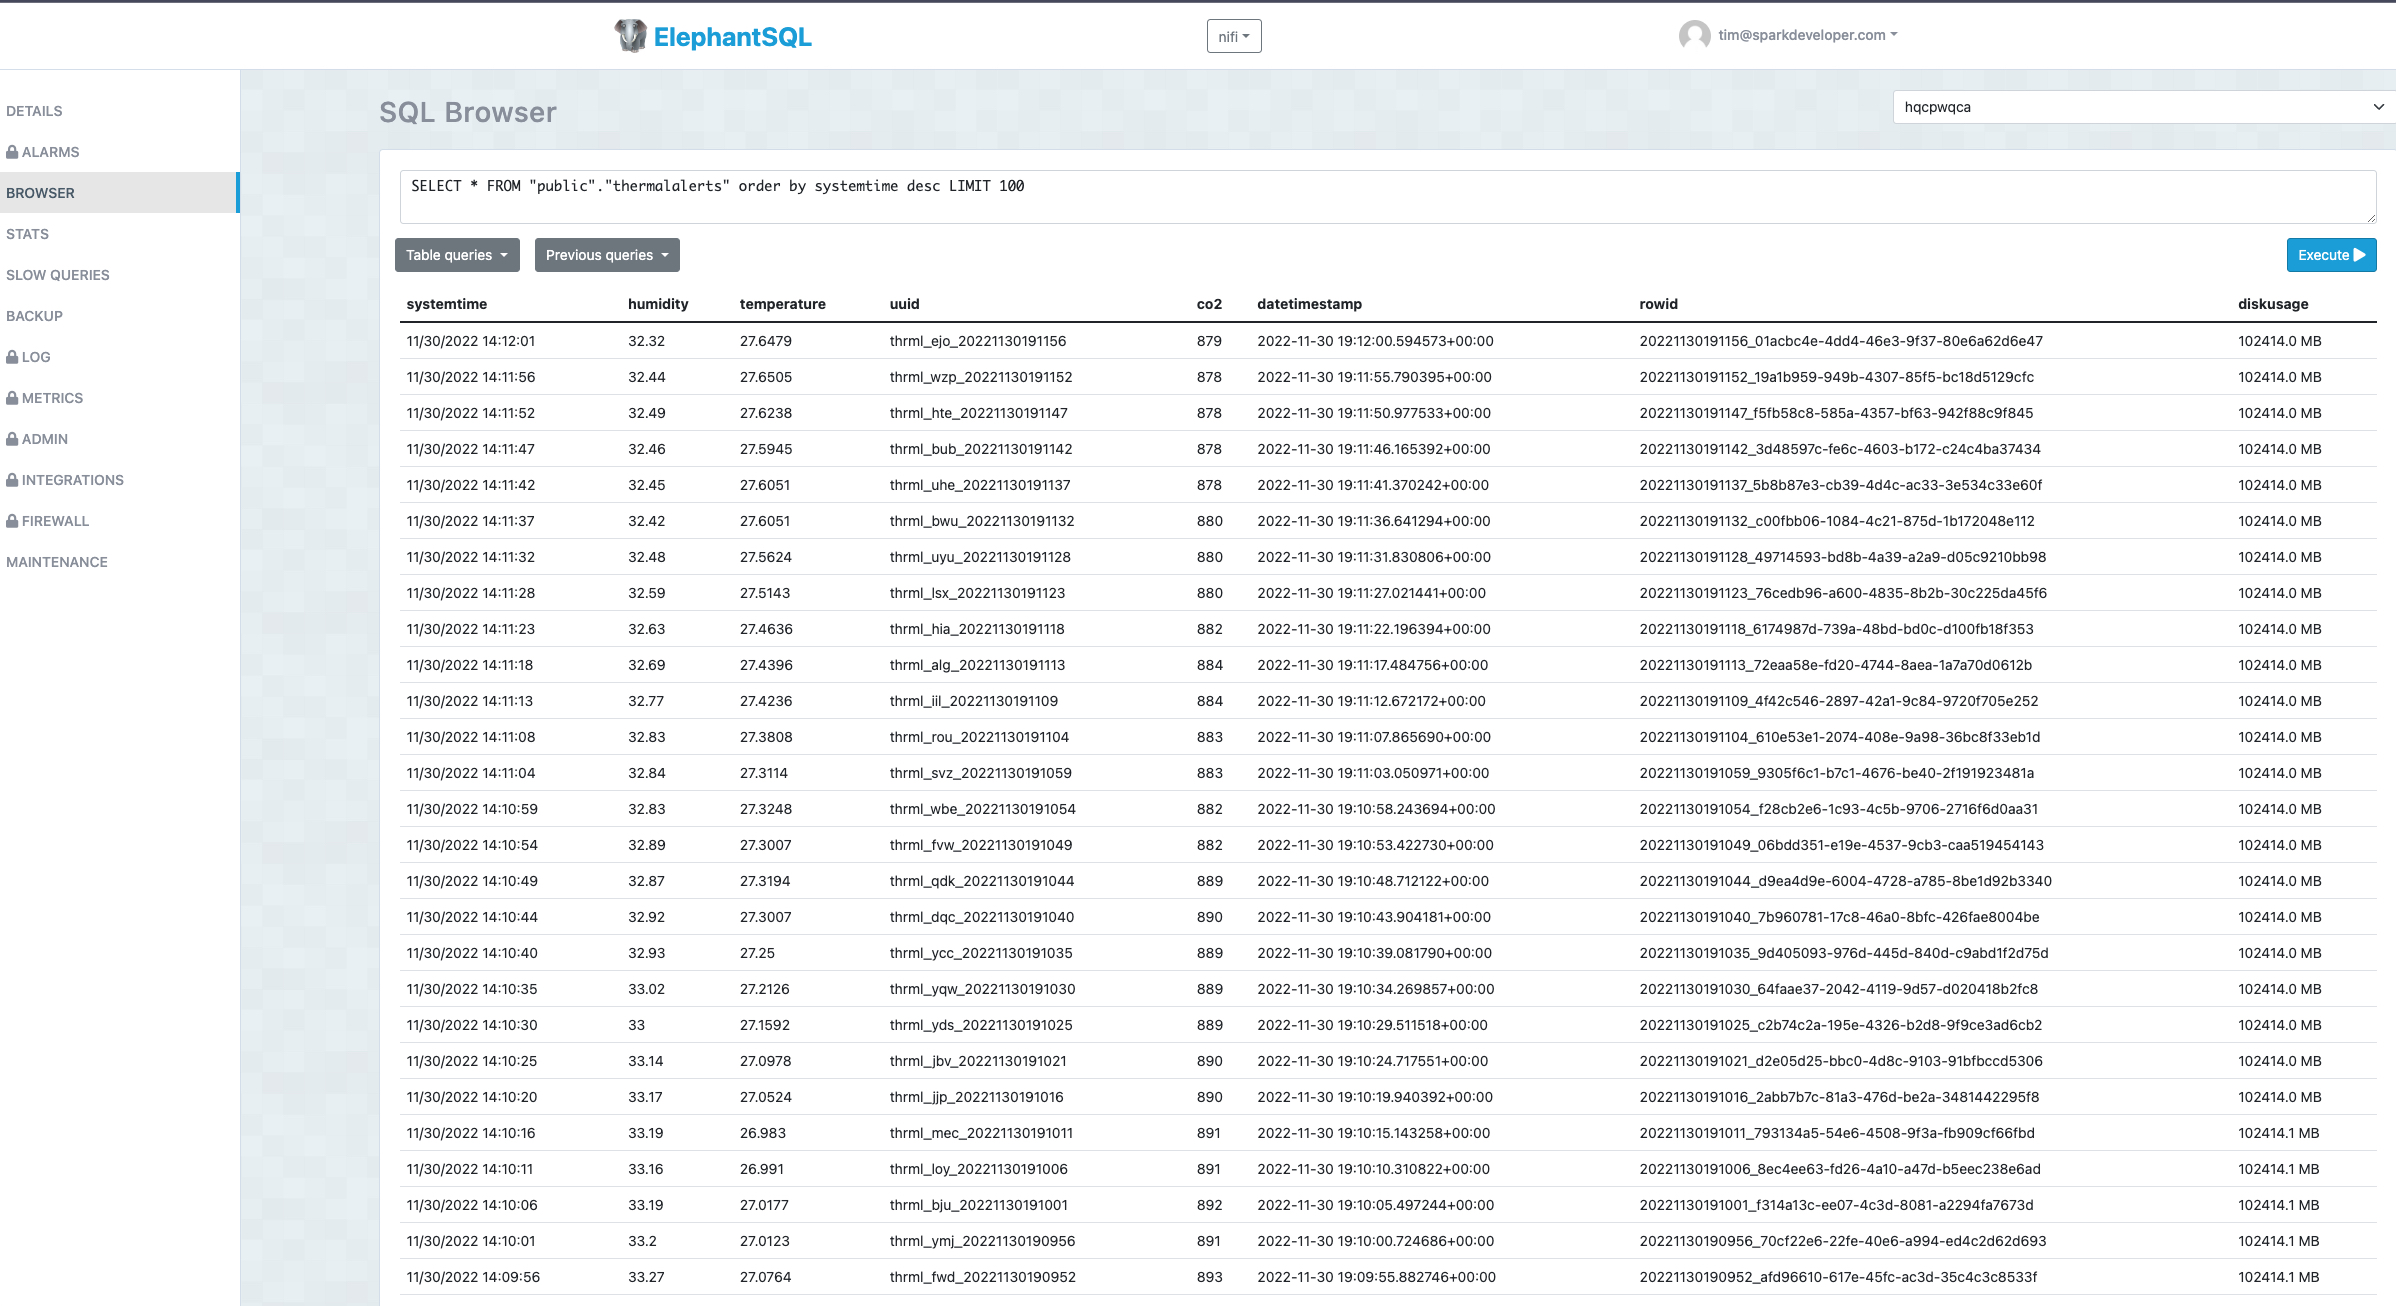 ElephantSQL
nifi
tim@sparkdeveloper.com
DETAILS
ALARMS
BROWSER
STATS
SLOW QUERIES
BACKUP
LOG
METRICS
ADMIN
INTEGRATIONS
FIREWALL
MAINTENANCE
SQL Browser
hqcpwqca
SELECT * FROM "public"."thermalalerts" order by systemtime desc LIMIT 100
Table queries Previous queries Execute
systemtime humidity temperature uuid co2 datetimestamp rowid diskusage
11/30/2022 14:12:01 32.32 27.6479 thrml_ejo_20221130191156 879 2022-11-30 19:12:00.594573+00:00 20221130191156_01acbc4e-4dd4-46e3-9f37-80e6a62d6e47 102414.0 MB
11/30/2022 14:11:56 32.44 27.6505 thrml_wzp_20221130191152 878 2022-11-30 19:11:55.790395+00:00 20221130191152_19a1b959-949b-4307-85f5-bc18d5129cfc 102414.0 MB
11/30/2022 14:11:52 32.49 27.6238 thrml_hte_20221130191147 878 2022-11-30 19:11:50.977533+00:00 20221130191147_f5fb58c8-585a-4357-bf63-942f88c9f845 102414.0 MB
11/30/2022 14:11:47 32.46 27.5945 thrml_bub_20221130191142 878 2022-11-30 19:11:46.165392+00:00 20221130191142_3d48597c-fe6c-4603-b172-c24c4ba37434 102414.0 MB
11/30/2022 14:11:42 32.45 27.6051 thrml_uhe_20221130191137 878 2022-11-30 19:11:41.370242+00:00 20221130191137_5b8b87e3-cb39-4d4c-ac33-3e534c33e60f 102414.0 MB
11/30/2022 14:11:37 32.42 27.6051 thrml_bwu_20221130191132 880 2022-11-30 19:11:36.641294+00:00 20221130191132_c00fbb06-1084-4c21-875d-1b172048e112 102414.0 MB
11/30/2022 14:11:32 32.48 27.5624 thrml_uyu_20221130191128 880 2022-11-30 19:11:31.830806+00:00 20221130191128_49714593-bd8b-4a39-a2a9-d05c9210bb98 102414.0 MB
11/30/2022 14:11:28 32.59 27.5143 thrml_lsx_20221130191123 880 2022-11-30 19:11:27.021441+00:00 20221130191123_76cedb96-a600-4835-8b2b-30c225da45f6 102414.0 MB
11/30/2022 14:11:23 32.63 27.4636 thrml_hia_20221130191118 882 2022-11-30 19:11:22.196394+00:00 20221130191118_6174987d-739a-48bd-bd0c-d100fb18f353 102414.0 MB
11/30/2022 14:11:18 32.69 27.4396 thrml_alg_20221130191113 884 2022-11-30 19:11:17.484756+00:00 20221130191113_72eaa58e-fd20-4744-8aea-1a7a70d0612b 102414.0 MB
11/30/2022 14:11:13 32.77 27.4236 thrml_iil_20221130191109 884 2022-11-30 19:11:12.672172+00:00 20221130191109_4f42c546-2897-42a1-9c84-9720f705e252 102414.0 MB
11/30/2022 14:11:08 32.83 27.3808 thrml_rou_20221130191104 883 2022-11-30 19:11:07.865690+00:00 20221130191104_610e53e1-2074-408e-9a98-36bc8f33eb1d 102414.0 MB
11/30/2022 14:11:04 32.84 27.3114 thrml_svz_20221130191059 883 2022-11-30 19:11:03.050971+00:00 20221130191059_9305f6c1-b7c1-4676-be40-2f191923481a 102414.0 MB
11/30/2022 14:10:59 32.83 27.3248 thrml_wbe_20221130191054 882 2022-11-30 19:10:58.243694+00:00 20221130191054_f28cb2e6-1c93-4c5b-9706-2716f6d0aa31 102414.0 MB
11/30/2022 14:10:54 32.89 27.3007 thrml_fvw_20221130191049 882 2022-11-30 19:10:53.422730+00:00 20221130191049_06bdd351-e19e-4537-9cb3-caa519454143 102414.0 MB
11/30/2022 14:10:49 32.87 27.3194 thrml_qdk_20221130191044 889 2022-11-30 19:10:48.712122+00:00 20221130191044_d9ea4d9e-6004-4728-a785-8be1d92b3340 102414.0 MB
11/30/2022 14:10:44 32.92 27.3007 thrml_dqc_20221130191040 890 2022-11-30 19:10:43.904181+00:00 20221130191040_7b960781-17c8-46a0-8bfc-426fae8004be 102414.0 MB
11/30/2022 14:10:40 32.93 27.25 thrml_ycc_20221130191035 889 2022-11-30 19:10:39.081790+00:00 20221130191035_9d405093-976d-445d-840d-c9abd1f2d75d 102414.0 MB
11/30/2022 14:10:35 33.02 27.2126 thrml_yqw_20221130191030 889 2022-11-30 19:10:34.269857+00:00 20221130191030_64faae37-2042-4119-9d57-d020418b2fc8 102414.0 MB
11/30/2022 14:10:30 33 27.1592 thrml_yds_20221130191025 889 2022-11-30 19:10:29.511518+00:00 20221130191025_c2b74c2a-195e-4326-b2d8-9f9ce3ad6cb2 102414.0 MB
11/30/2022 14:10:25 33.14 27.0978 thrml_jbv_20221130191021 890 2022-11-30 19:10:24.717551+00:00 20221130191021_d2e05d25-bbc0-4d8c-9103-91bfbccd5306 102414.0 MB
11/30/2022 14:10:20 33.17 27.0524 thrml_jjp_20221130191016 890 2022-11-30 19:10:19.940392+00:00 20221130191016_2abb7b7c-81a3-476d-be2a-3481442295f8 102414.0 MB
11/30/2022 14:10:16 33.19 26.983 thrml_mec_20221130191011 891 2022-11-30 19:10:15.143258+00:00 20221130191011_793134a5-54e6-4508-9f3a-fb909cf66fbd 102414.1 MB
11/30/2022 14:10:11 33.16 26.991 thrml_loy_20221130191006 891 2022-11-30 19:10:10.310822+00:00 20221130191006_8ec4ee63-fd26-4a10-a47d-b5eec238e6ad 102414.1 MB
11/30/2022 14:10:06 33.19 27.0177 thrml_bju_20221130191001 892 2022-11-30 19:10:05.497244+00:00 20221130191001_f314a13c-ee07-4c3d-8081-a2294fa7673d 102414.1 MB
11/30/2022 14:10:01 33.2 27.0123 thrml_ymj_20221130190956 891 2022-11-30 19:10:00.724686+00:00 20221130190956_70cf22e6-22fe-40e6-a994-ed4c2d62d693 102414.1 MB
11/30/2022 14:09:56 33.27 27.0764 thrml_fwd_20221130190952 893 2022-11-30 19:09:55.882746+00:00 20221130190952_afd96610-617e-45fc-ac3d-35c4c3c8533f 102414.1 MB